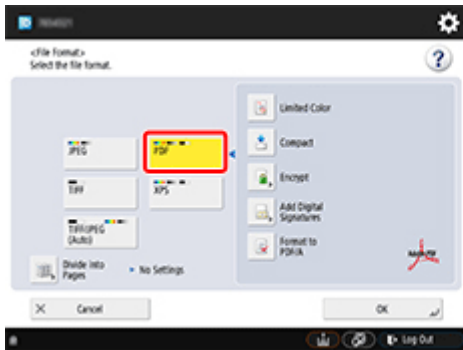 <File Format>
Select the file format.
?
Limited Color
JPEG
PDF
Compact
TIFF
XPS
Encrypt
TIFF/JPEG
(Auto)
Add Digital
Signatures
Format to
PDF/A
Divide Into
Pages
No Settings
Cancel
OK
Log Out